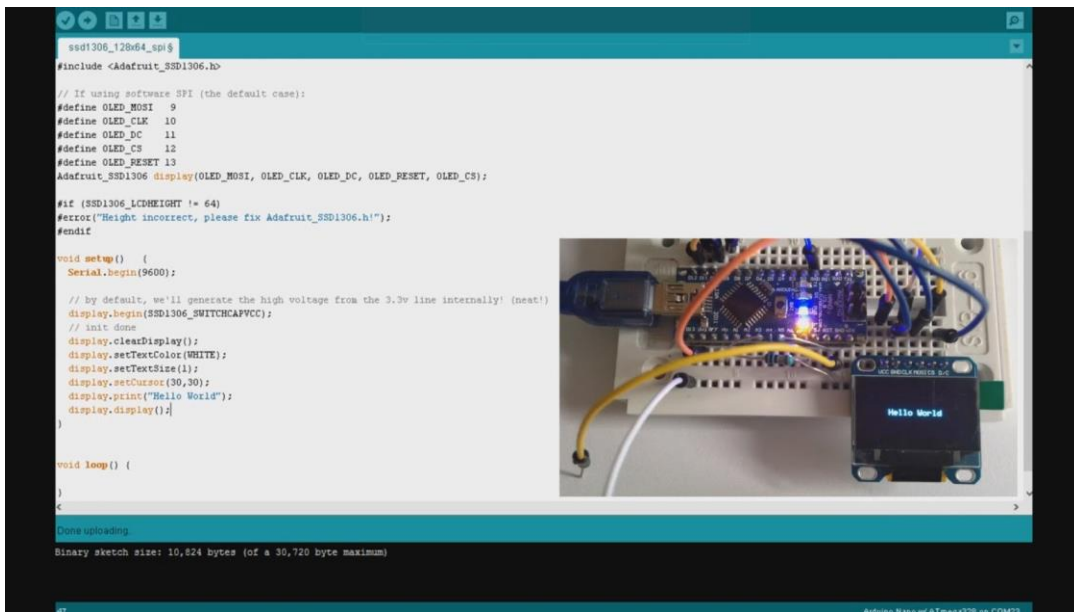 ssd1306_128x64_spi §
#include <Adafruit_SSD1306.h>
// If using software SPI (the default case):
#define OLED_MOSI 9
#define OLED_CLK 10
#define OLED_DC 11
#define OLED_CS 12
#define OLED_RESET 13
Adafruit_SSD1306 display(OLED_MOSI, OLED_CLK, OLED_DC, OLED_RESET, OLED_CS);
#if (SSD1306_LCDHEIGHT != 64)
#error("Height incorrect, please fix Adafruit_SSD1306.h!");
#endif
void setup() {
Serial.begin(9600);
// by default, we'll generate the high voltage from the 3.3v line internally! (neat!)
display.begin(SSD1306_SWITCHCAPVCC);
// init done
display.clearDisplay();
display.setTextColor(WHITE);
display.setTextSize(1);
display.setCursor(30,30);
display.print("Hello World");
display.display();
}
void loop() {
}
Hello World
Done uploading.
Binary sketch size: 10,824 bytes (of a 30,720 byte maximum)